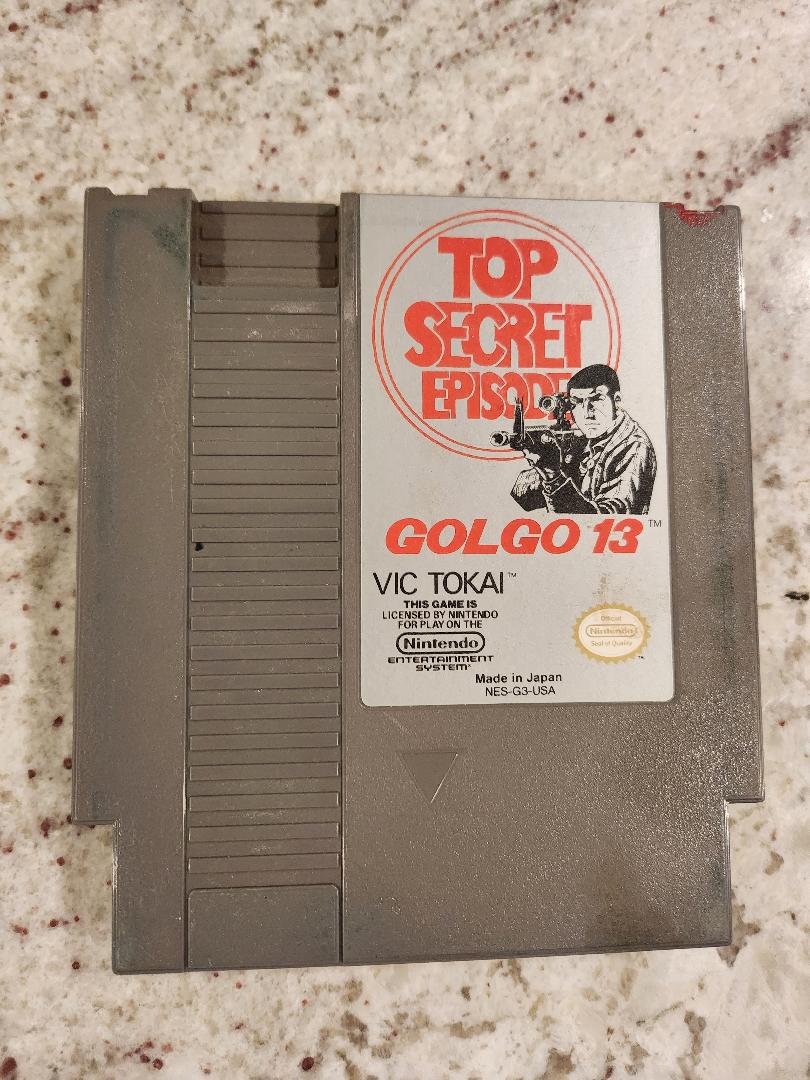 TOP
SECRET
EPISODE
GOLGO 13™
VIC TOKAI™
THIS GAME IS
LICENSED BY NINTENDO
FOR PLAY ON THE
Nintendo
ENTERTAINMENT
SYSTEM®
Official
Nintendo
Seal of Quality
TM
Made in Japan
NES-G3-USA